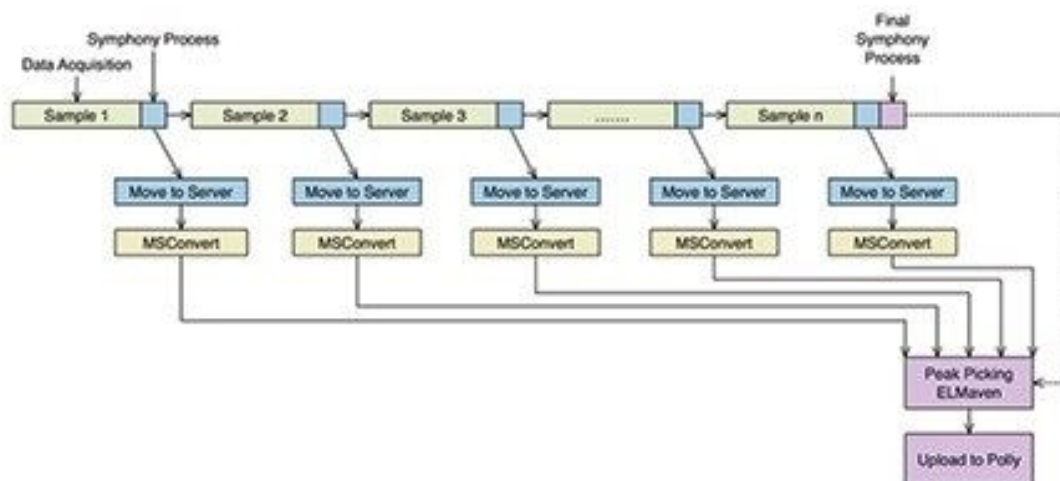 Final
Symphony
Process
Symphony Process
Data Acquisition
Sample 1
Sample 2
Sample 3
.......
Sample n
Move to Server
Move to Server
Move to Server
Move to Server
Move to Server
MSConvert
MSConvert
MSConvert
MSConvert
MSConvert
Peak Picking
ELMaven
Upload to Polly